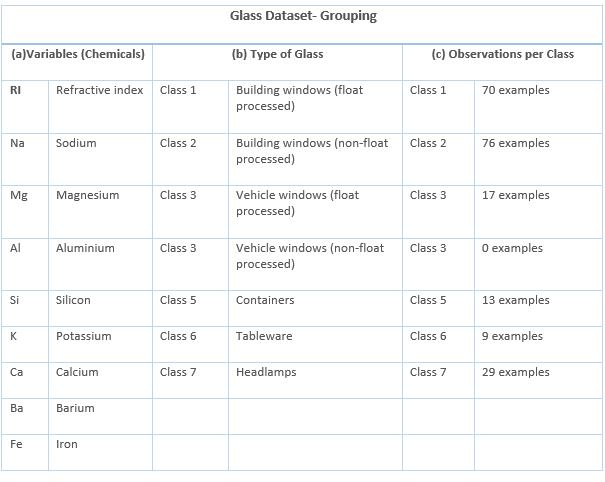 Glass Dataset- Grouping
(a)Variables (Chemicals) (b) Type of Glass (c) Observations per Class
RI Refractive index Class 1 Building windows (float Class 1 70 examples
processed)
Na Sodium Class 2 Building windows (non-float Class 2 76 examples
processed)
Mg Magnesium Class 3 Vehicle windows (float Class 3 17 examples
processed)
Al Aluminium Class 3 Vehicle windows (non-float Class 3 0 examples
processed)
Si Silicon Class 5 Containers Class 5 13 examples
K Potassium Class 6 Tableware Class 6 9 examples
Ca Calcium Class 7 Headlamps Class 7 29 examples
Ba Barium
Fe Iron